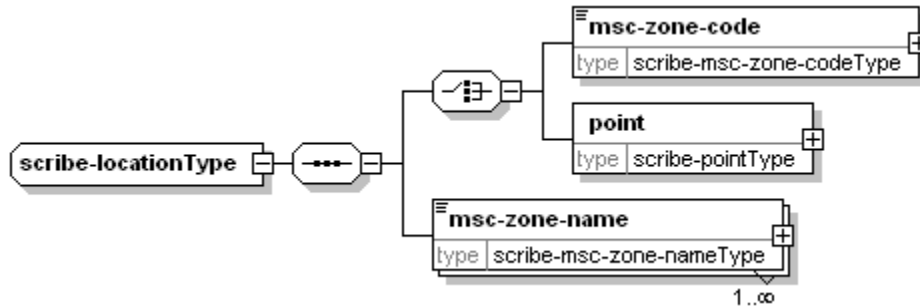 msc-zone-code
type scribe-msc-zone-codeType
point
type scribe-pointType
scribe-locationType
msc-zone-name
type scribe-msc-zone-nameType
1..∞